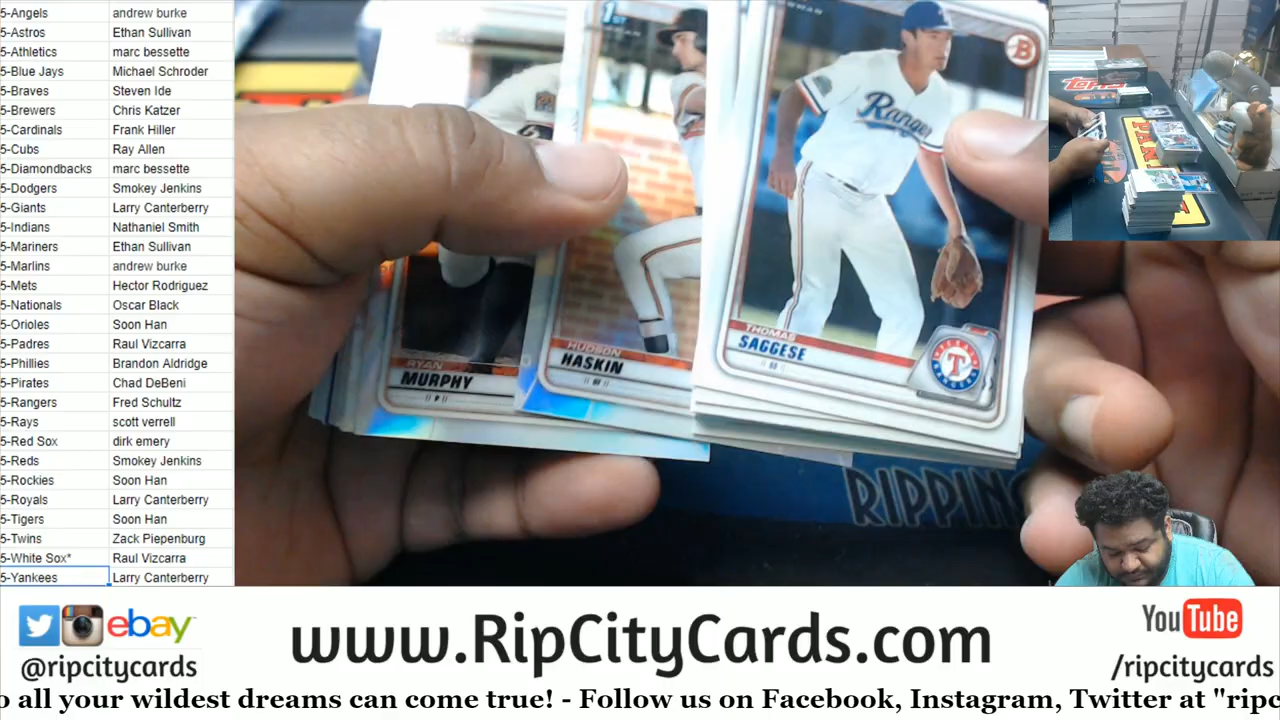 5-Angels andrew burke
5-Astros Ethan Sullivan
5-Athletics marc bessette
5-Blue Jays Michael Schroder
5-Braves Steven Ide
5-Brewers Chris Katzer
5-Cardinals Frank Hiller
5-Cubs Ray Allen
5-Diamondbacks marc bessette
5-Dodgers Smokey Jenkins
5-Giants Larry Canterberry
5-Indians Nathaniel Smith
5-Mariners Ethan Sullivan
5-Marlins andrew burke
5-Mets Hector Rodriguez
5-Nationals Oscar Black
5-Orioles Soon Han
5-Padres Raul Vizcarra
5-Phillies Brandon Aldridge
5-Pirates Chad DeBeni
5-Rangers Fred Schultz
5-Rays scott verrell
5-Red Sox dirk emery
5-Reds Smokey Jenkins
5-Rockies Soon Han
5-Royals Larry Canterberry
5-Tigers Soon Han
5-Twins Zack Piepenburg
5-White Sox* Raul Vizcarra
5-Yankees Larry Canterberry
1ST
B
Rangers
THOMAS
SAGGESE
SS
T
HUDSON
HASKIN
OF
RYAN
MURPHY
P
RIPPIN
Topps
PANI
ebay
@ripcitycards
www.RipCityCards.com
YouTube
/ripcitycards
o all your wildest dreams can come true! - Follow us on Facebook, Instagram, Twitter at "ripc